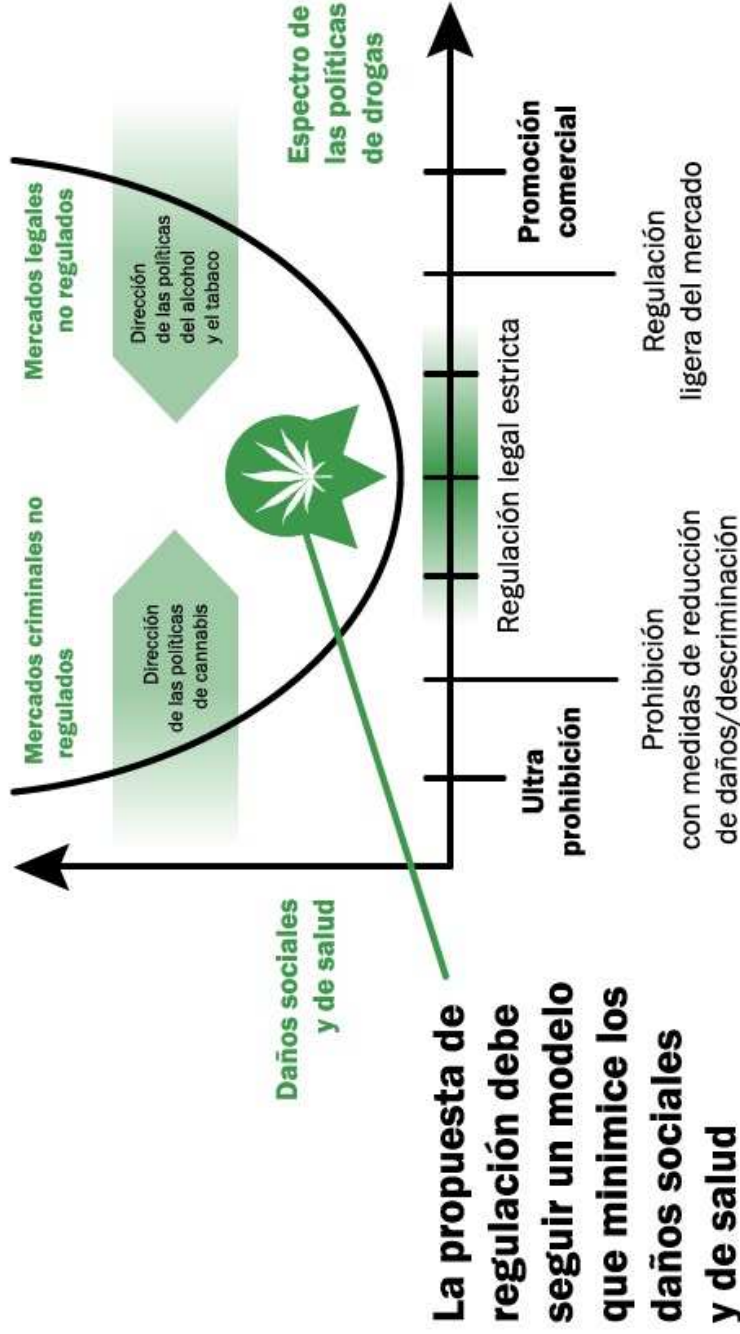 La propuesta de
regulación debe
seguir un modelo
que minimice los
daños sociales
y de salud
Daños sociales
y de salud
Mercados criminales no
regulados
Mercados legales
no regulados
Dirección
de las políticas
de cannabis
Dirección
de las políticas
del alcohol
y el tabaco
Espectro de
las políticas
de drogas
Ultra
prohibición
Regulación legal estricta
Promoción
comercial
Prohibición
con medidas de reducción
de daños/descriminación
Regulación
ligera del mercado